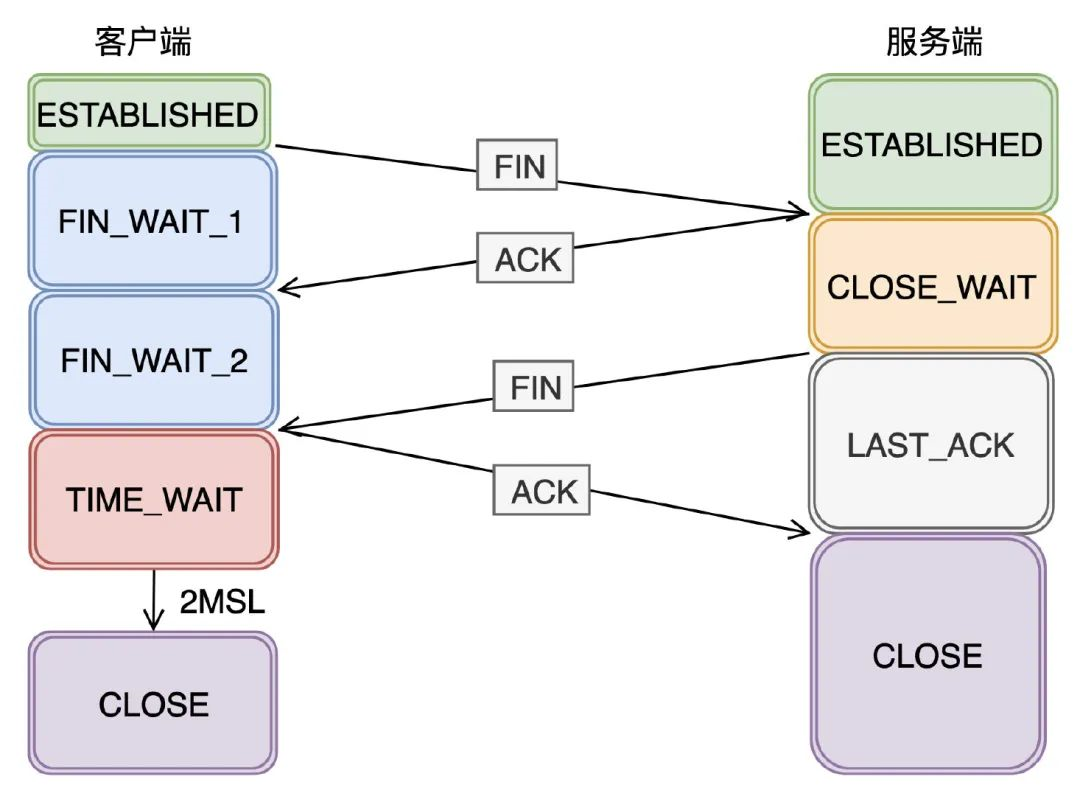 客户端
服务端
ESTABLISHED
ESTABLISHED
FIN
FIN_WAIT_1
ACK
CLOSE_WAIT
FIN_WAIT_2
FIN
LAST_ACK
TIME_WAIT
ACK
2MSL
CLOSE
CLOSE